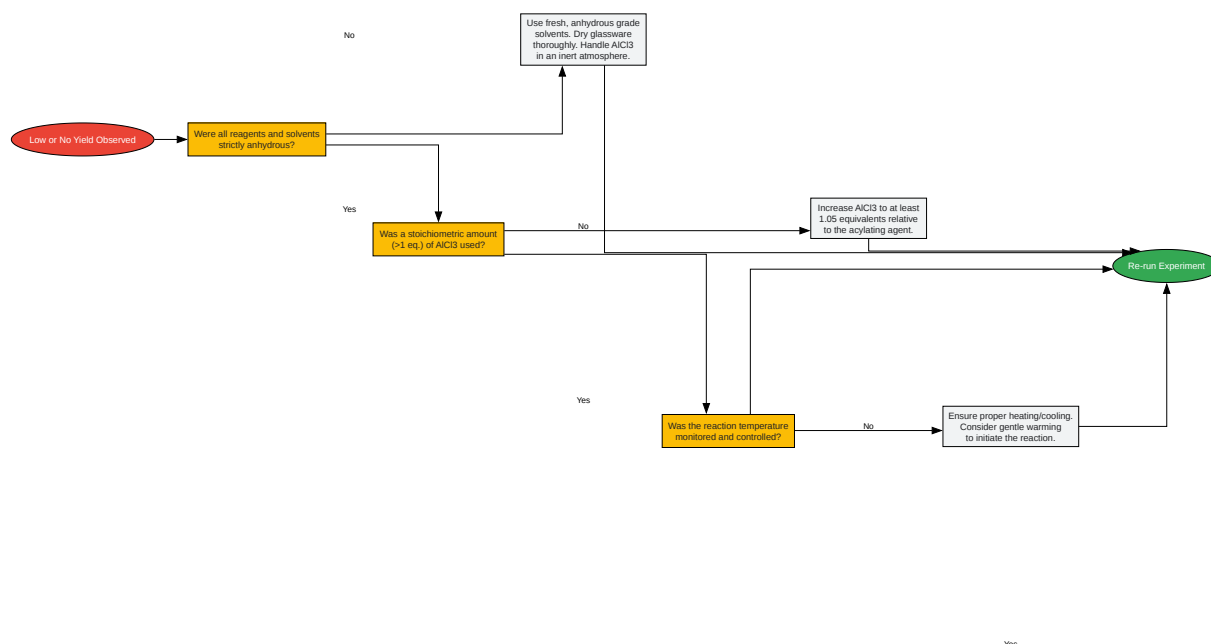 No
Use fresh, anhydrous grade
solvents. Dry glassware
thoroughly. Handle AlCl3
in an inert atmosphere.
Low or No Yield Observed
Were all reagents and solvents
strictly anhydrous?
Yes
Was a stoichiometric amount
(>1 eq.) of AlCl3 used?
No
Increase AlCl3 to at least
1.05 equivalents relative
to the acylating agent.
Re-run Experiment
Yes
Was the reaction temperature
monitored and controlled?
No
Ensure proper heating/cooling.
Consider gentle warming
to initiate the reaction.
Yes